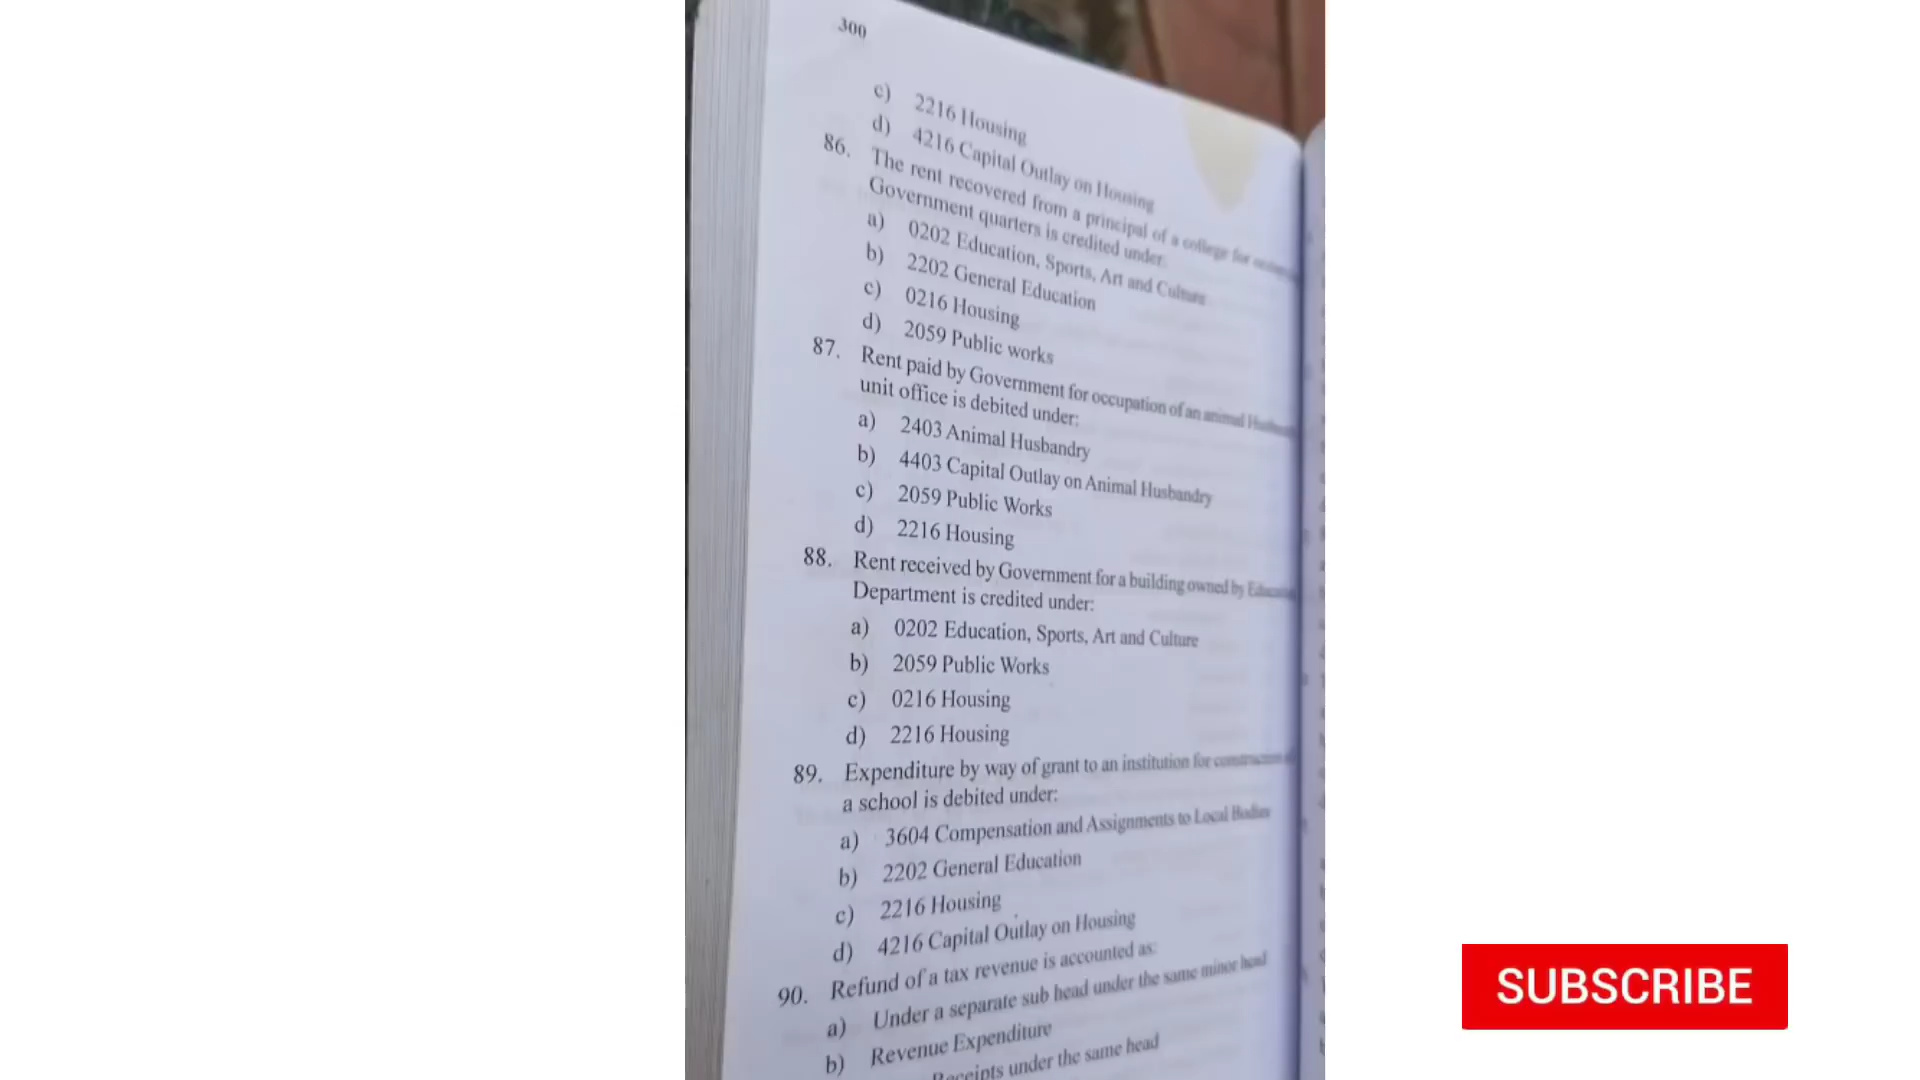 300
c) 2216 Housing
d) 4216 Capital Outlay on Housing
86. The rent recovered from a principal of a college for
Government quarters is credited under:
a) 0202 Education, Sports, Art and Culture
b) 2202 General Education
c) 0216 Housing
d) 2059 Public works
87. Rent paid by Government for occupation of an animal
unit office is debited under:
a) 2403 Animal Husbandry
b) 4403 Capital Outlay on Animal Husbandry
c) 2059 Public Works
d) 2216 Housing
88. Rent received by Government for a building owned by
Department is credited under:
a) 0202 Education, Sports, Art and Culture
b) 2059 Public Works
c) 0216 Housing
d) 2216 Housing
89. Expenditure by way of grant to an institution for
a school is debited under:
a) 3604 Compensation and Assignments to Local Bodies
b) 2202 General Education
c) 2216 Housing
d) 4216 Capital Outlay on Housing
90. Refund of a tax revenue is accounted as:
a) Under a separate sub head under the same minor head
b) Revenue Expenditure
Receipts under the same head
SUBSCRIBE